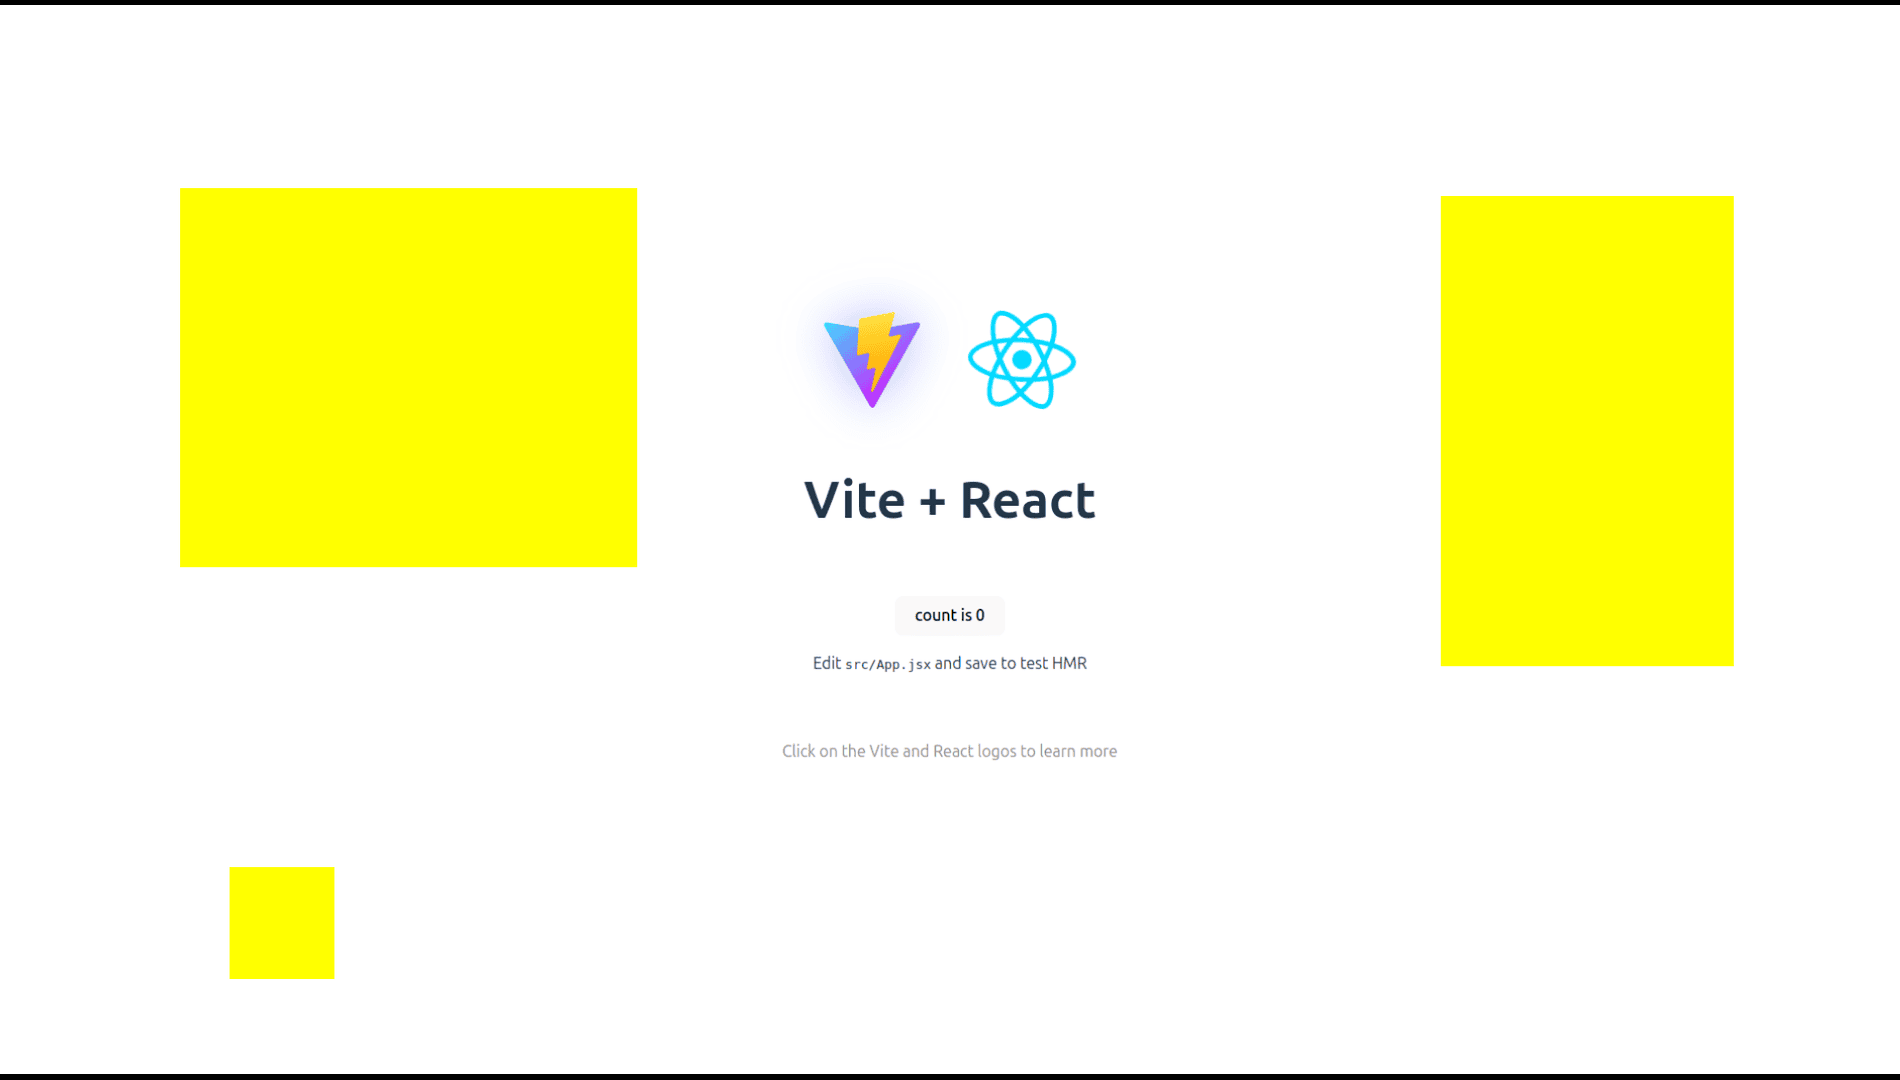 Vite + React
count is 0
Edit src/App.jsx and save to test HMR
Click on the Vite and React logos to learn more